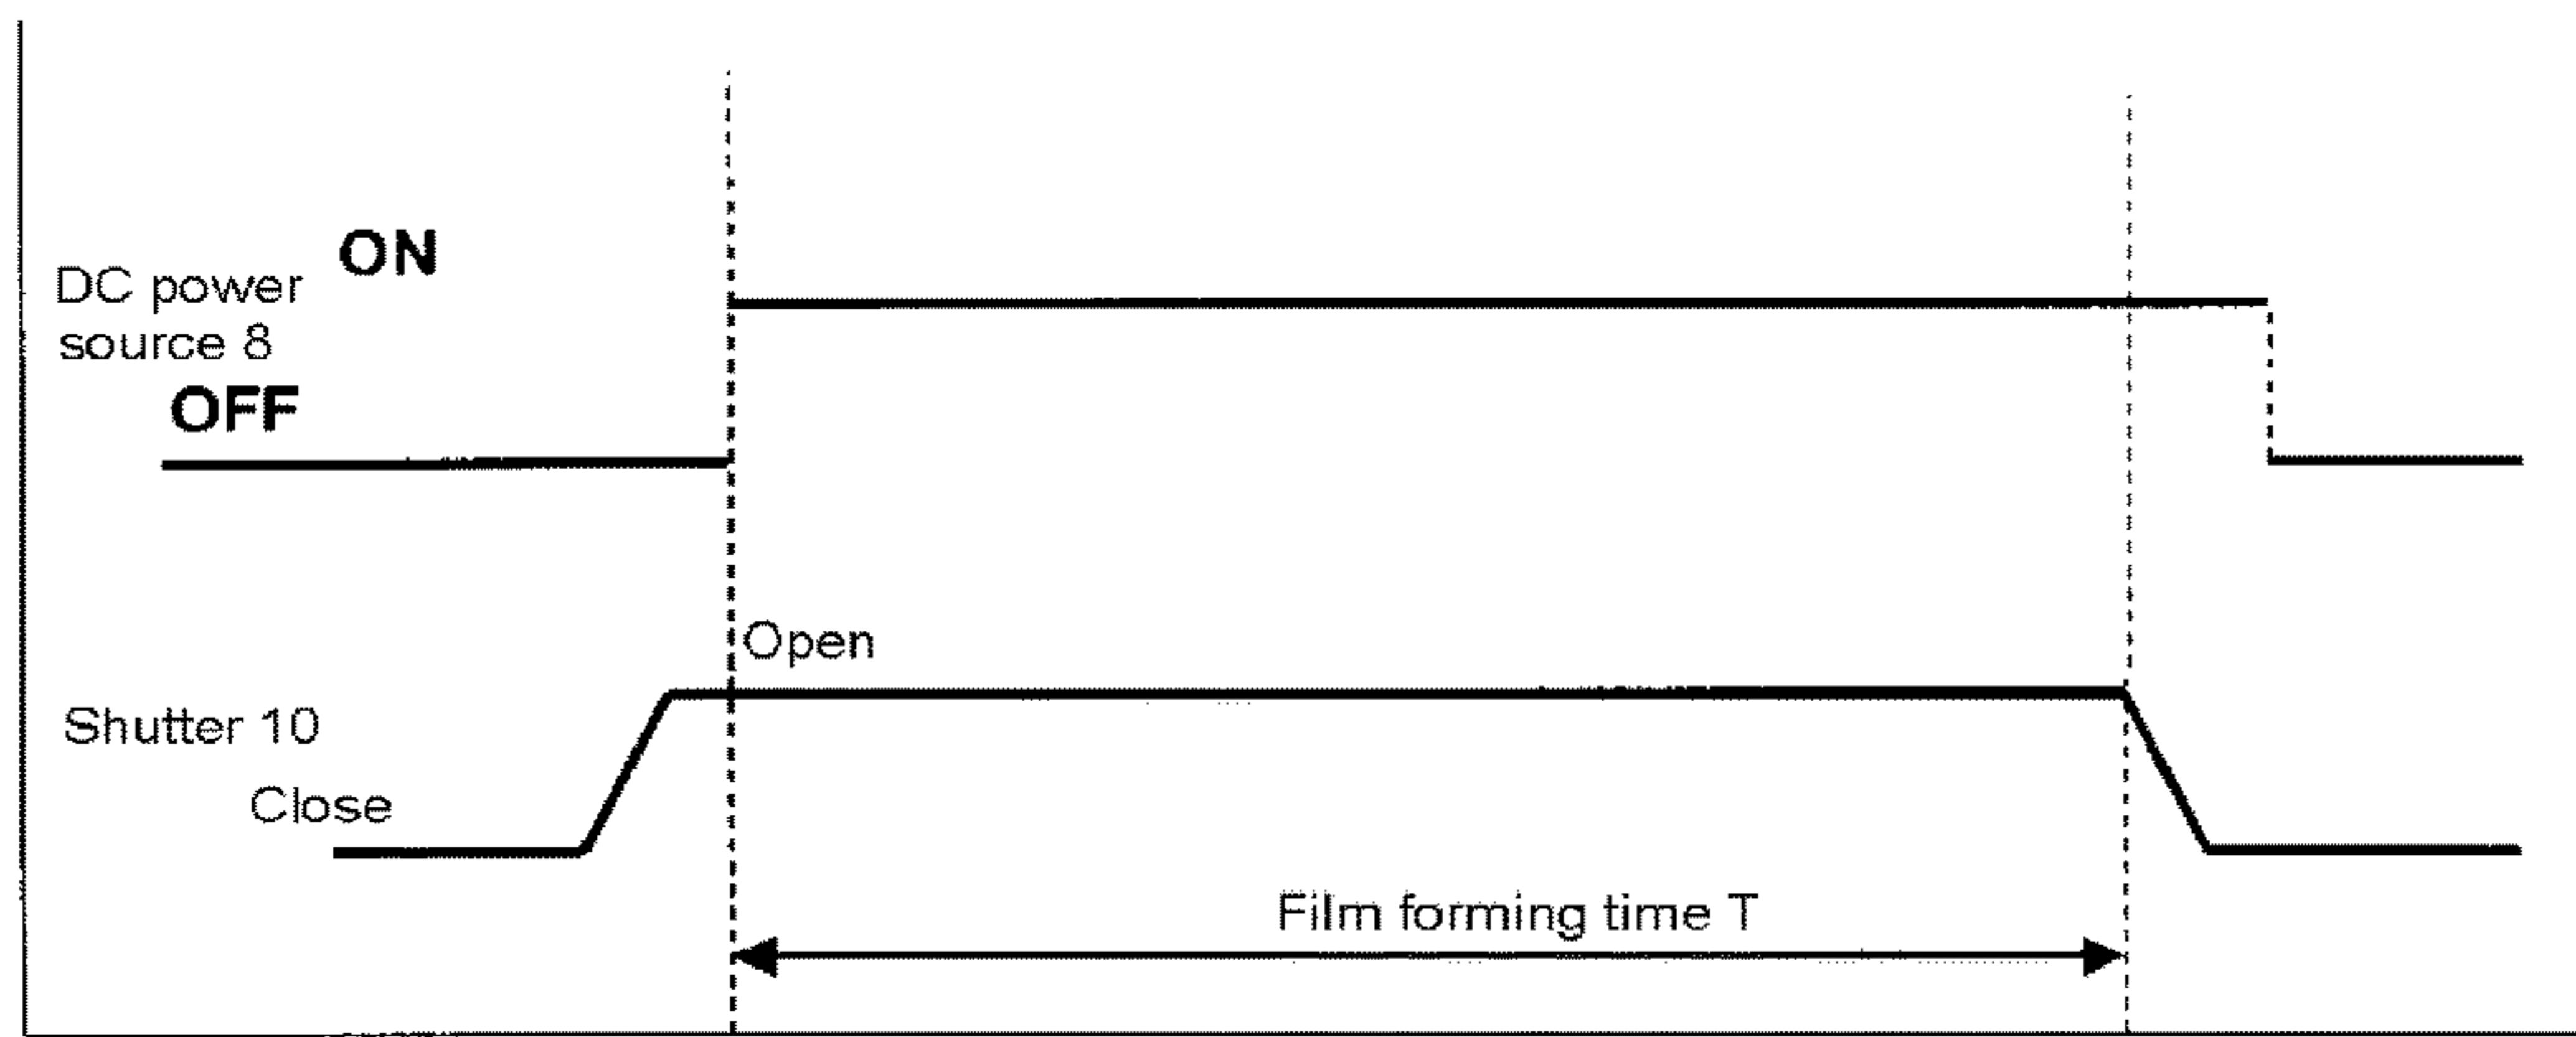 ON
DC power
source 8
OFF
Open
Shutter 10
Close
Film forming time T